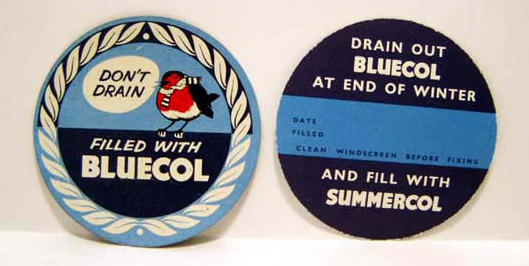 DON'T
DRAIN
FILLED WITH
BLUECOL
DRAIN OUT
BLUECOL
AT END OF WINTER
DATE
FILLED
CLEAN WINDSCREEN BEFORE FIXING
AND FILL WITH
SUMMERCOL